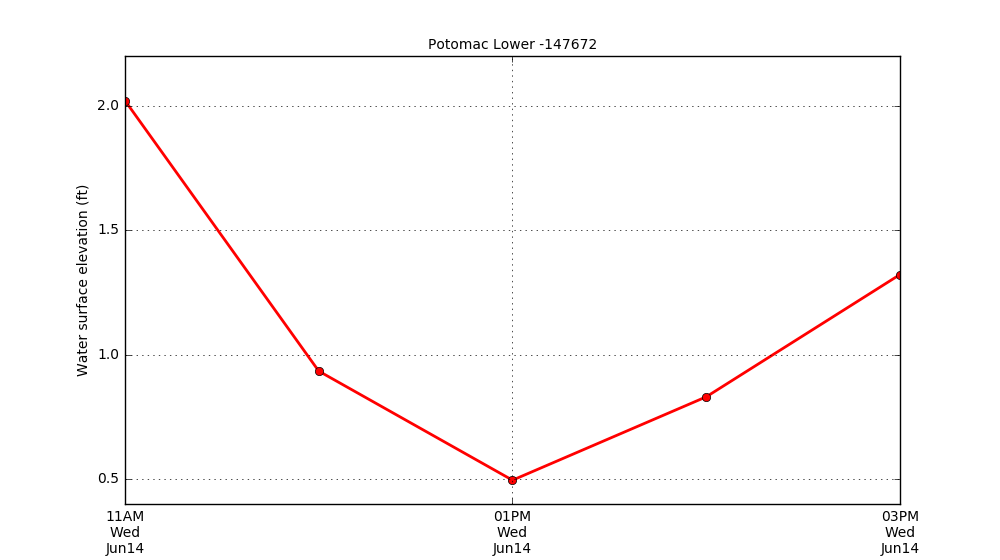 Potomac Lower -147672
Water surface elevation (ft)
2.0
1.5
1.0
0.5
11AM
Wed
Jun14
01PM
Wed
Jun14
03PM
Wed
Jun14